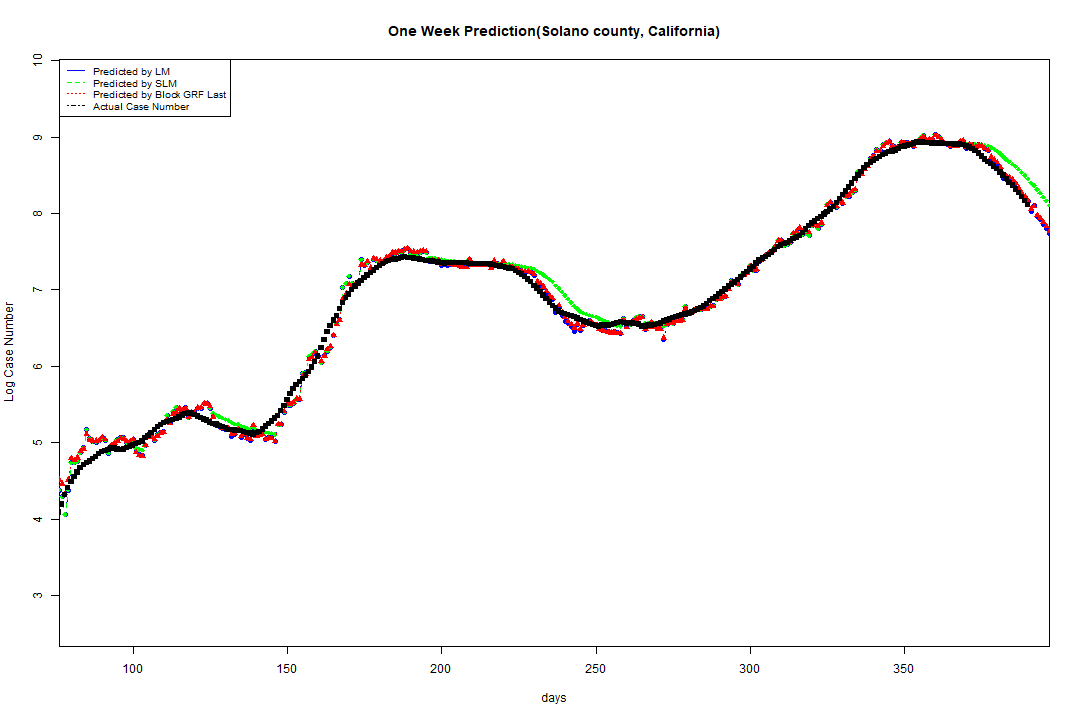 One Week Prediction(Solano county, California)
Predicted by LM
Predicted by SLM
Predicted by Block GRF Last
Actual Case Number
10
9
8
7
6
5
4
3
Log Case Number
100 150 200 250 300 350
days